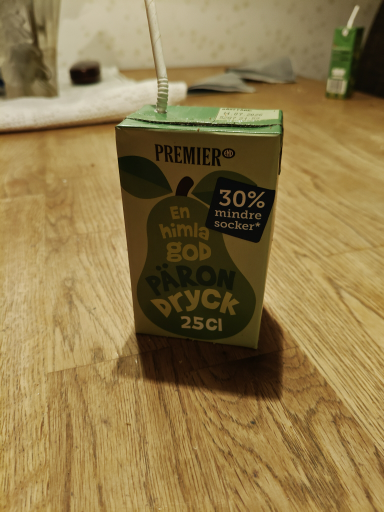 PREMIER
30%
mindre
socker*
En
himla
god
PÄRON
DRYCK
25Cl